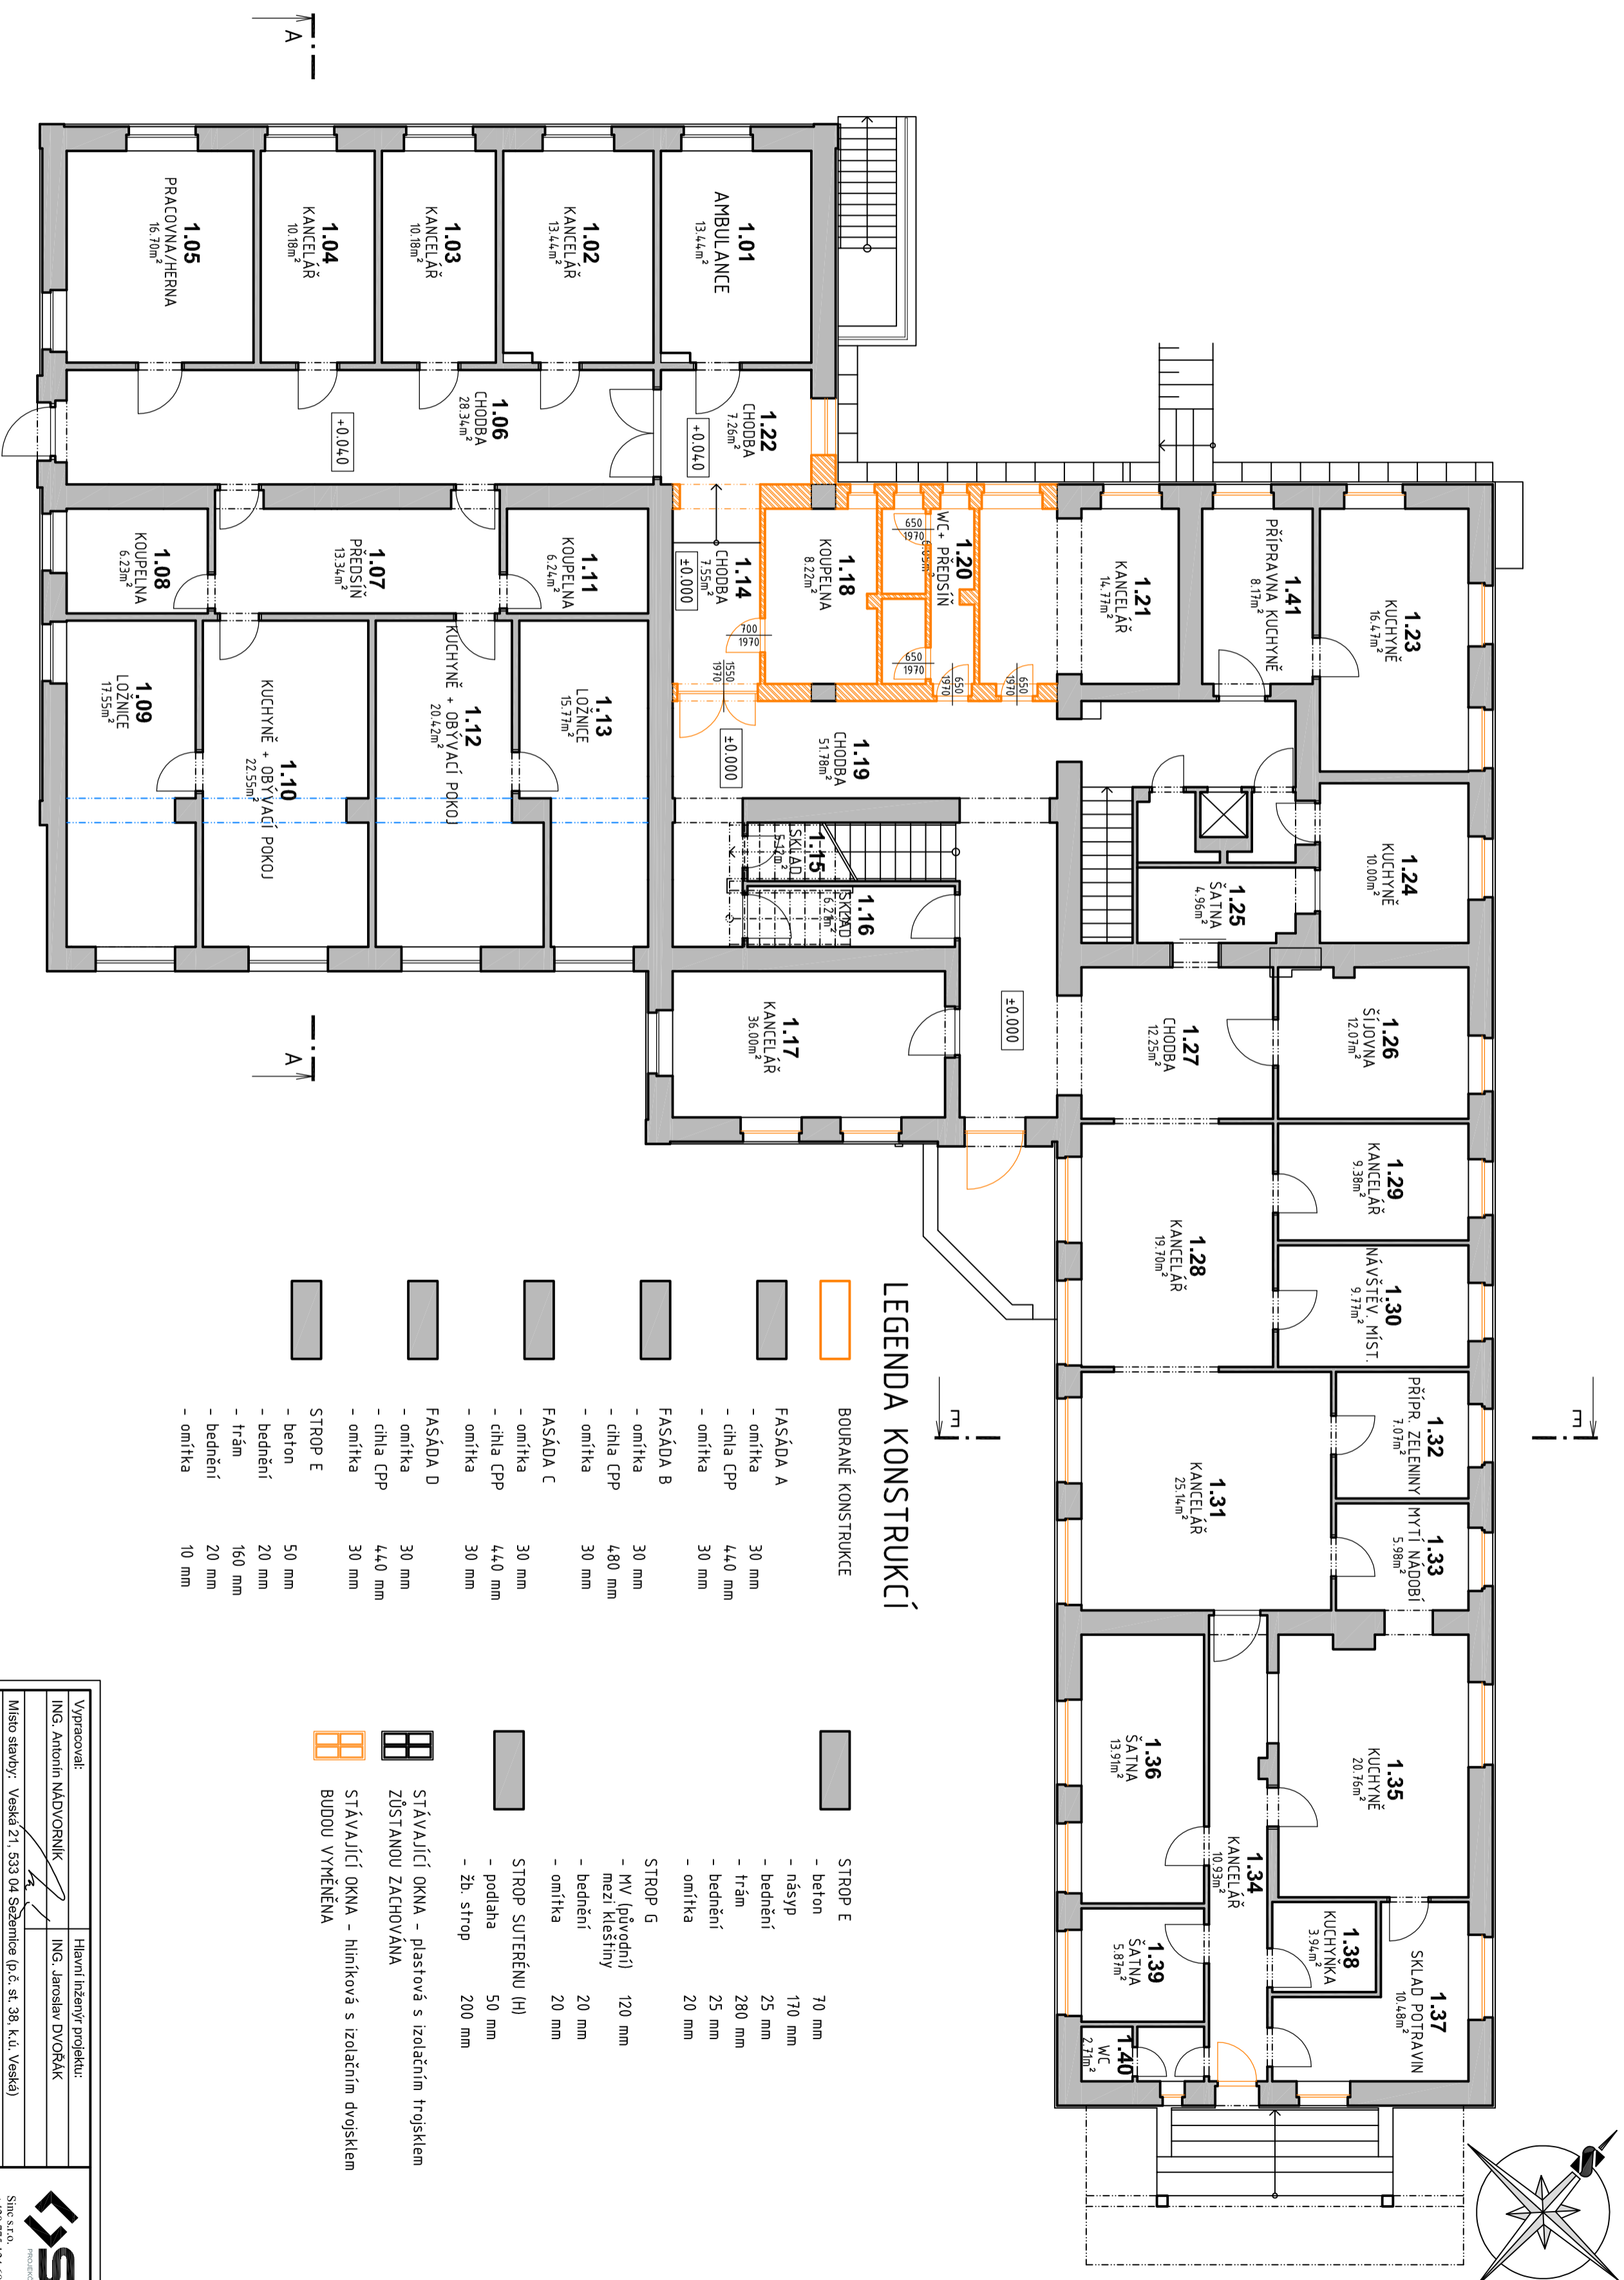 A
A
E
E
1.01
AMBULANCE
13.44m²
1.02
KANCELÁŘ
13.44m²
1.03
KANCELÁŘ
10.18m²
1.04
KANCELÁŘ
10.18m²
1.05
PRACOVNA/HERNA
16.70m²
1.06
CHODBA
28.34m²
+0.040
1.22
CHODBA
7.26m²
+0.040
1.07
PŘEDSÍŇ
13.34m²
1.08
KOUPELNA
6.23m²
1.11
KOUPELNA
6.24m²
1.09
LOŽNICE
17.55m²
1.10
KUCHYNĚ + OBÝVACÍ POKOJ
22.55m²
1.12
KUCHYNĚ + OBÝVACÍ POKOJ
20.42m²
1.13
LOŽNICE
15.77m²
1.14
CHODBA
7.55m²
±0.000
1.18
KOUPELNA
8.22m²
700
1970
1550
1970
1.20
WC+ PŘEDSÍŇ
650
1970
650
1970
650
1970
650
1970
1.21
KANCELÁŘ
14.77m²
1.41
PŘÍPRAVNA KUCHYNĚ
8.17m²
1.23
KUCHYNĚ
16.47m²
1.19
CHODBA
51.78m²
±0.000
1.15
SKLAD
5.12m²
1.16
SKLAD
1.17
KANCELÁŘ
36.00m²
±0.000
1.24
KUCHYNĚ
10.00m²
1.25
ŠATNA
4.96m²
1.26
ŠIJOVNA
12.07m²
1.27
CHODBA
12.25m²
1.28
KANCELÁŘ
19.70m²
1.29
KANCELÁŘ
9.38m²
1.30
NÁVŠTĚV. MÍST.
9.77m²
1.31
KANCELÁŘ
25.14m²
1.32
PŘÍPR. ZELENINY
7.07m²
1.33
MYTÍ NÁDOBÍ
5.98m²
1.34
KANCELÁŘ
10.93m²
1.35
KUCHYNĚ
20.76m²
1.36
ŠATNA
13.91m²
1.37
SKLAD POTRAVIN
10.48m²
1.38
KUCHYŇKA
3.94m²
1.39
ŠATNA
5.87m²
1.40
WC
2.71m²
LEGENDA KONSTRUKCÍ
BOURANÉ KONSTRUKCE
FASÁDA A
- omítka 30 mm
- cihla CPP 440 mm
- omítka 30 mm
FASÁDA B
- omítka 30 mm
- cihla CPP 480 mm
- omítka 30 mm
FASÁDA C
- omítka 30 mm
- cihla CPP 440 mm
- omítka 30 mm
FASÁDA D
- omítka 30 mm
- cihla CPP 440 mm
- omítka 30 mm
STROP E
- beton 50 mm
- bednění 20 mm
- trám 160 mm
- bednění 20 mm
- omítka 10 mm
STROP E
- beton 70 mm
- násyp 170 mm
- bednění 25 mm
- trám 280 mm
- bednění 25 mm
- omítka 20 mm
STROP G
- MV (původní)
mezi kleštiny 120 mm
- bednění 20 mm
- omítka 20 mm
STROP SUTERÉNU (H)
- podlaha 50 mm
- žb. strop 200 mm
STÁVAJÍCÍ OKNA - plastová s izolačním trojsklem
ZŮSTANOU ZACHOVÁNA
STÁVAJÍCÍ OKNA - hliníková s izolačním dvojsklem
BUDOU VYMĚNĚNA
Vypracoval:
Hlavní inženýr projektu:
ING. Antonín NÁDVORNÍK
ING. Jaroslav DVOŘÁK
Místo stavby: Veská 21, 533 04 Sezemice (p.č. st. 38, k.ú. Veská)
Sinc s.r.o.